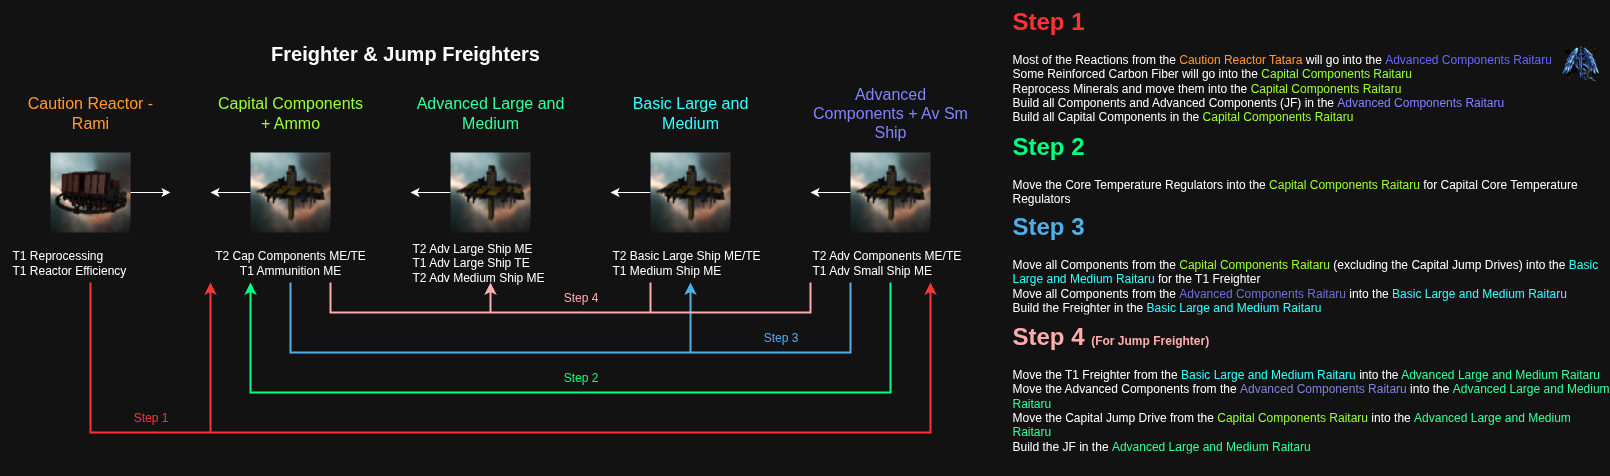 Freighter & Jump Freighters
Caution Reactor -
Rami
Capital Components
+ Ammo
Advanced Large and
Medium
Basic Large and
Medium
Advanced
Components + Av Sm
Ship
T1 Reprocessing
T1 Reactor Efficiency
T2 Cap Components ME/TE
T1 Ammunition ME
T2 Adv Large Ship ME
T1 Adv Large Ship TE
T2 Adv Medium Ship ME
T2 Basic Large Ship ME/TE
T1 Medium Ship ME
T2 Adv Components ME/TE
T1 Adv Small Ship ME
Step 4
Step 3
Step 2
Step 1
Step 1
Most of the Reactions from the Caution Reactor Tatara will go into the Advanced Components Raitaru
Some Reinforced Carbon Fiber will go into the Capital Components Raitaru
Reprocess Minerals and move them into the Capital Components Raitaru
Build all Components and Advanced Components (JF) in the Advanced Components Raitaru
Build all Capital Components in the Capital Components Raitaru
Step 2
Move the Core Temperature Regulators into the Capital Components Raitaru for Capital Core Temperature
Regulators
Step 3
Move all Components from the Capital Components Raitaru (excluding the Capital Jump Drives) into the Basic
Large and Medium Raitaru for the T1 Freighter
Move all Components from the Advanced Components Raitaru into the Basic Large and Medium Raitaru
Build the Freighter in the Basic Large and Medium Raitaru
Step 4 (For Jump Freighter)
Move the T1 Freighter from the Basic Large and Medium Raitaru into the Advanced Large and Medium Raitaru
Move the Advanced Components from the Advanced Components Raitaru into the Advanced Large and Medium
Raitaru
Move the Capital Jump Drive from the Capital Components Raitaru into the Advanced Large and Medium
Raitaru
Build the JF in the Advanced Large and Medium Raitaru